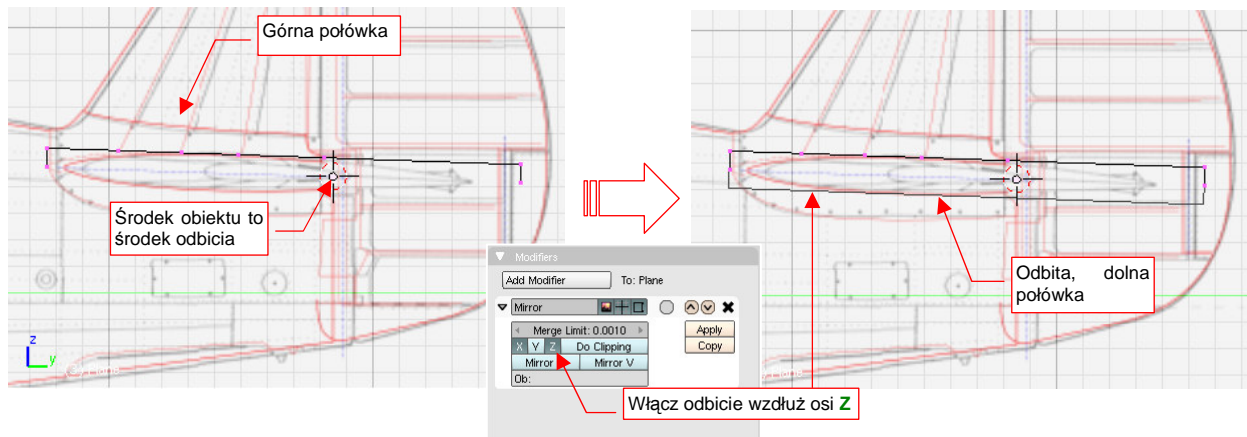 Górna połówka
Środek obiektu to
środek odbicia
z
y
Modifiers
Add Modifier
To: Plane
Mirror
Merge Limit: 0.0010
Apply
X Y Z
Do Clipping
Copy
Mirror
Mirror V
Ob:
Odbita, dolna
połówka
Włącz odbicie wzdłuż osi Z